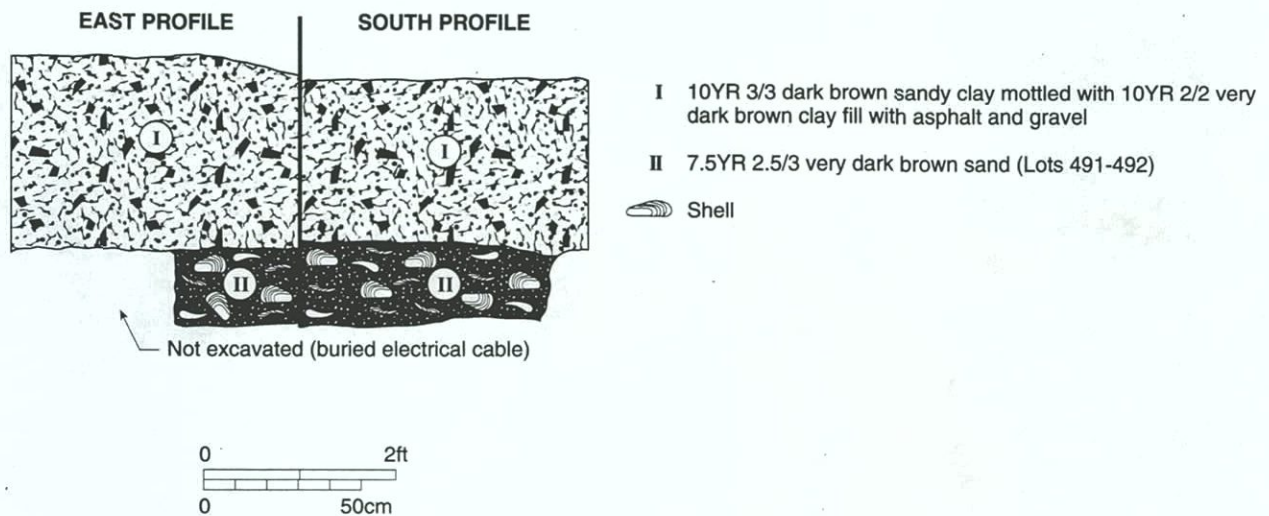 EAST PROFILE
SOUTH PROFILE
I
I
II
II
Not excavated (buried electrical cable)
I 10YR 3/3 dark brown sandy clay mottled with 10YR 2/2 very
dark brown clay fill with asphalt and gravel
II 7.5YR 2.5/3 very dark brown sand (Lots 491-492)
Shell
0 2ft
0 50cm